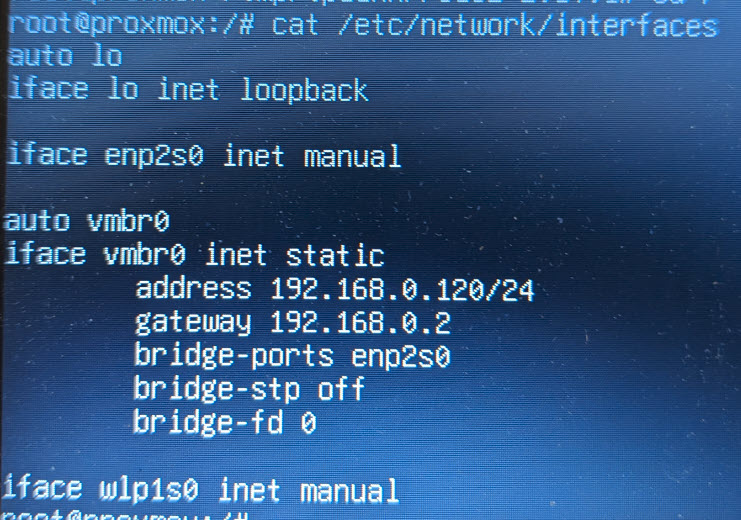 root@proxmox:/# cat /etc/network/interfaces
auto lo
iface lo inet loopback
iface enp2s0 inet manual
auto vmbr0
iface vmbr0 inet static
address 192.168.0.120/24
gateway 192.168.0.2
bridge-ports enp2s0
bridge-stp off
bridge-fd 0
iface wlp1s0 inet manual
root@proxmox:/#